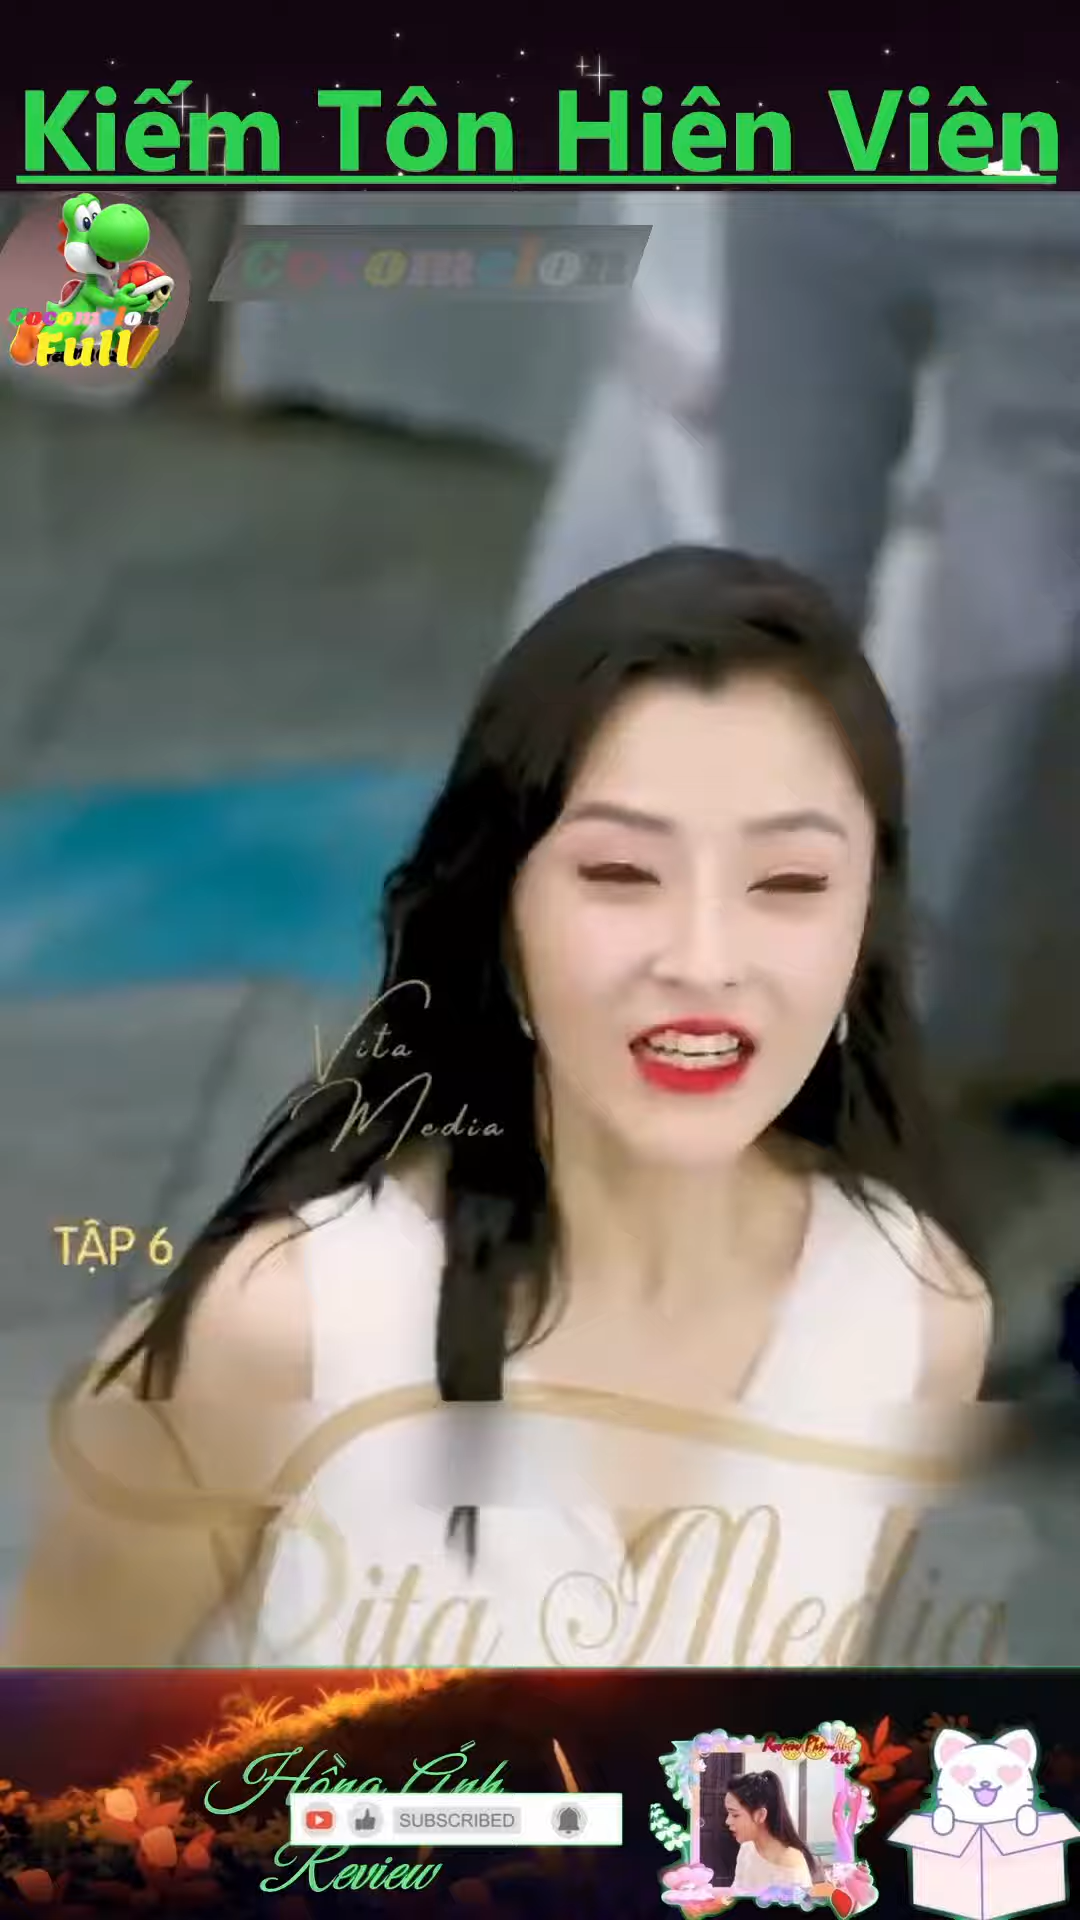 Kiếm Tôn Hiên Viên
Cocomelon
Cocomelon
Full
Vita
Media
TẬP 6
Vita Media
Hồng Ánh
SUBSCRIBED
Review
4K